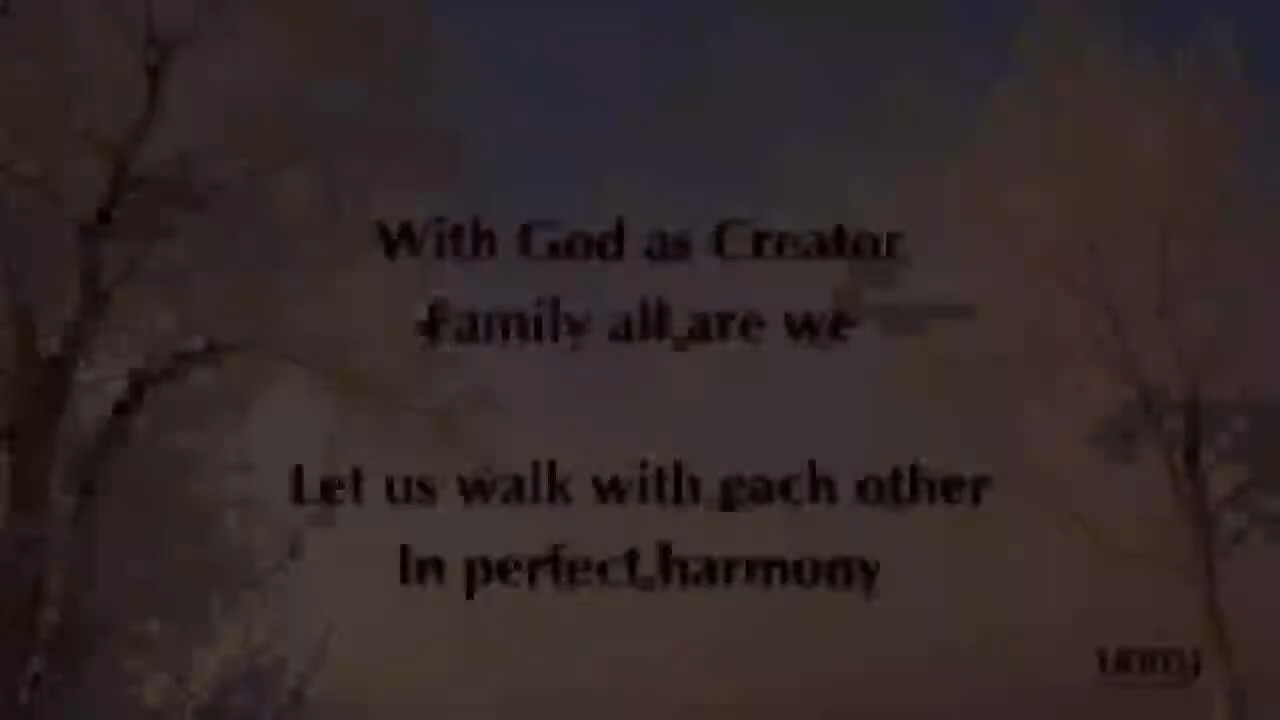 With God as Creator
Family all are we
Let us walk with each other
In perfect harmony